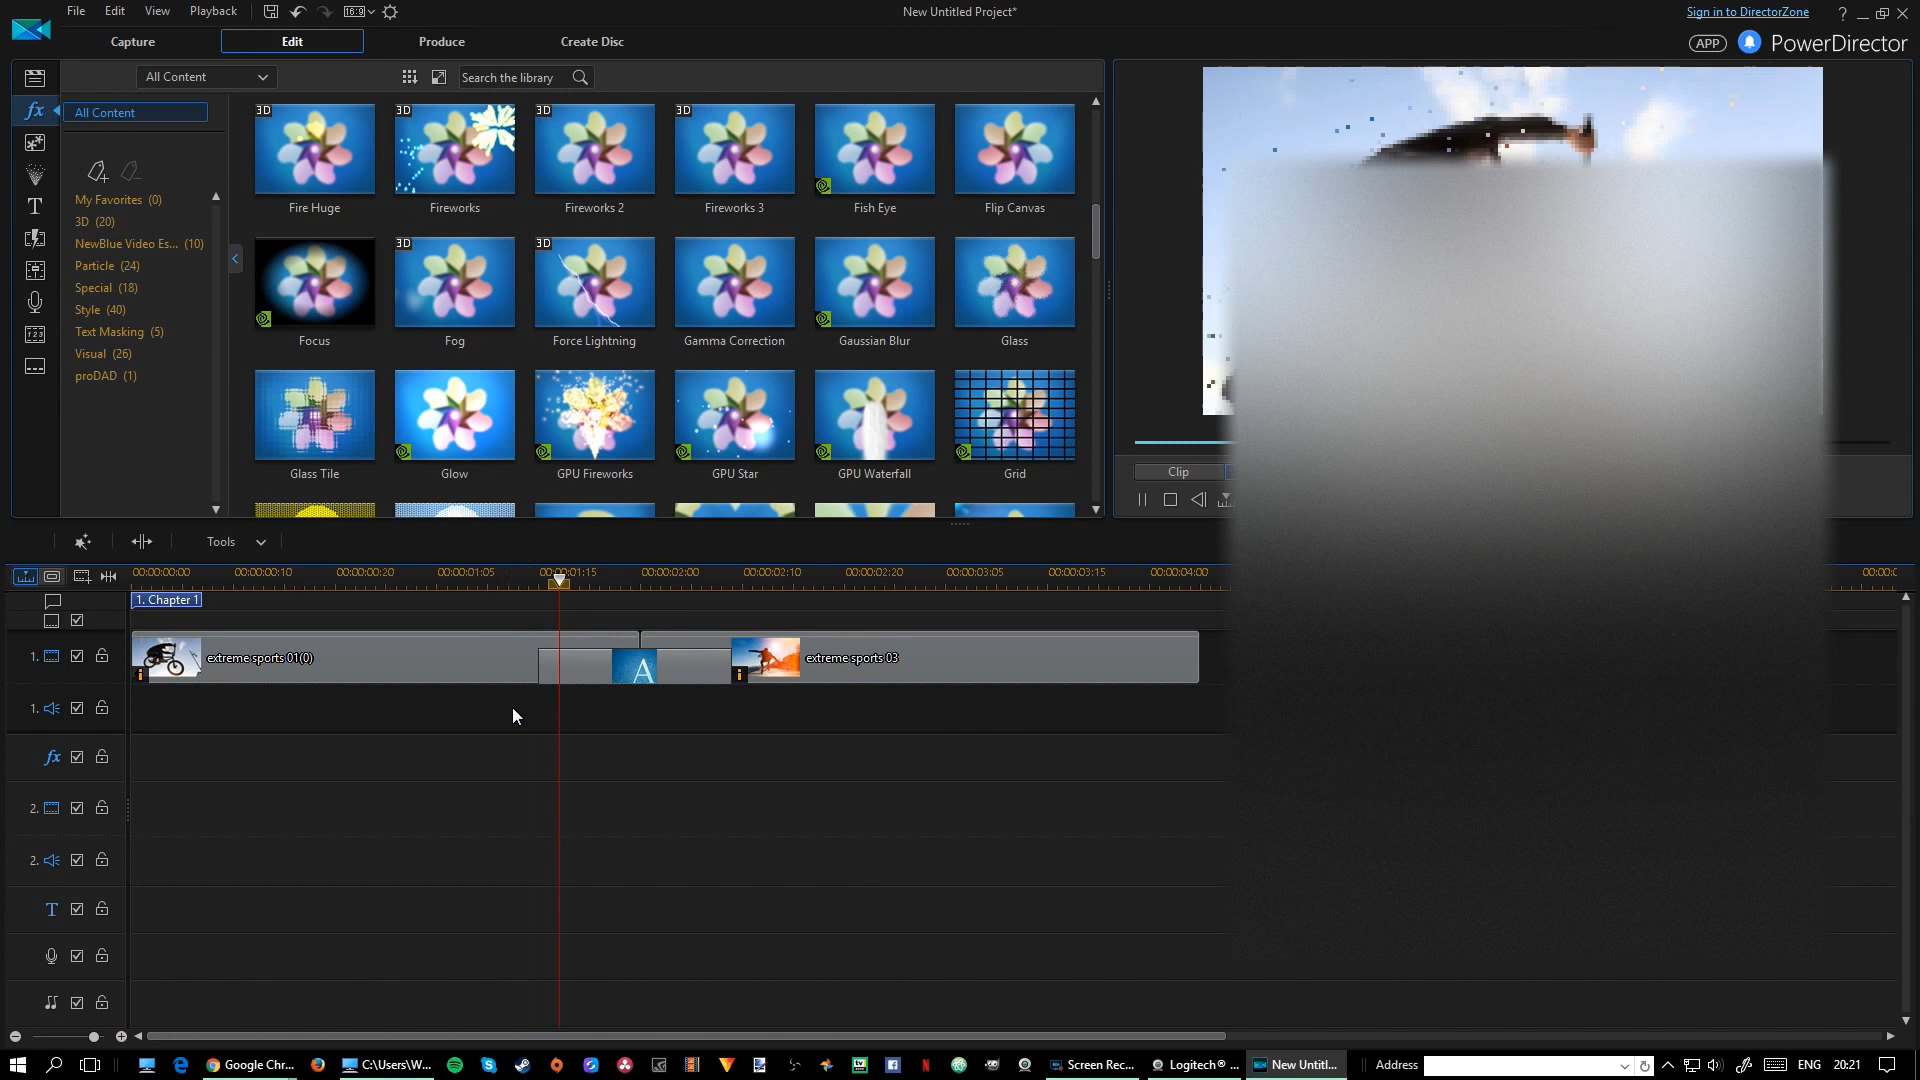 File Edit View Playback 16:9 New Untitled Project* Sign in to DirectorZone ?
Capture Edit Produce Create Disc APP PowerDirector
All Content Search the library
fx All Content
3D 3D 3D 3D
My Favorites (0)
3D (20)
NewBlue Video Es... (10)
Particle (24)
Special (18)
Style (40)
Text Masking (5)
Visual (26)
proDAD (1)
Fire Huge Fireworks Fireworks 2 Fireworks 3 Fish Eye Flip Canvas
3D 3D
Focus Fog Force Lightning Gamma Correction Gaussian Blur Glass
Glass Tile Glow GPU Fireworks GPU Star GPU Waterfall Grid
Clip
Tools
00:00:00:00 00:00:00:10 00:00:00:20 00:00:01:05 00:00:01:15 00:00:02:00 00:00:02:10 00:00:02:20 00:00:03:05 00:00:03:15 00:00:04:00
1. Chapter 1
1. extreme sports 01(0) A extreme sports 03
1.
fx
2.
2.
T
Google Chr... C:\Users\W... Screen Rec... Logitech® ... New Untitl... Address ENG 20:21